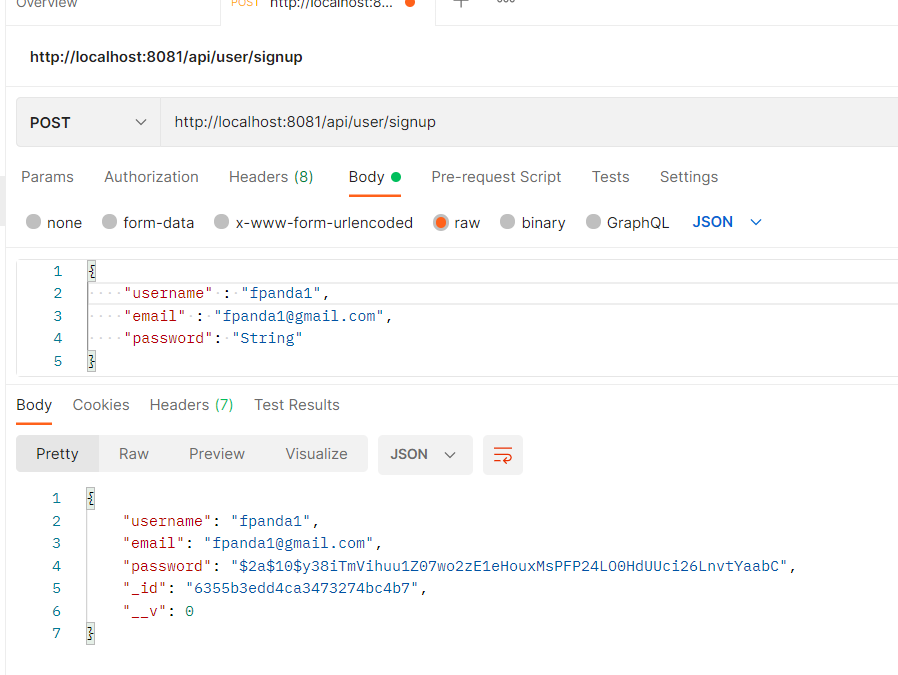 Overview
POST http://localhost:8...
http://localhost:8081/api/user/signup
POST http://localhost:8081/api/user/signup
Params Authorization Headers (8) Body Pre-request Script Tests Settings
none form-data x-www-form-urlencoded raw binary GraphQL JSON
1 {
2 ····"username"·:·"fpanda1",
3 ····"email"·:·"fpanda1@gmail.com",
4 ····"password":·"String"
5 }
Body Cookies Headers (7) Test Results
Pretty Raw Preview Visualize JSON
1 {
2 "username": "fpanda1",
3 "email": "fpanda1@gmail.com",
4 "password": "$2a$10$y38iTmVihuu1Z07wo2zE1eHouxMsPFP24LO0HdUUci26LnvtYaabC",
5 "_id": "6355b3edd4ca3473274bc4b7",
6 "__v": 0
7 }